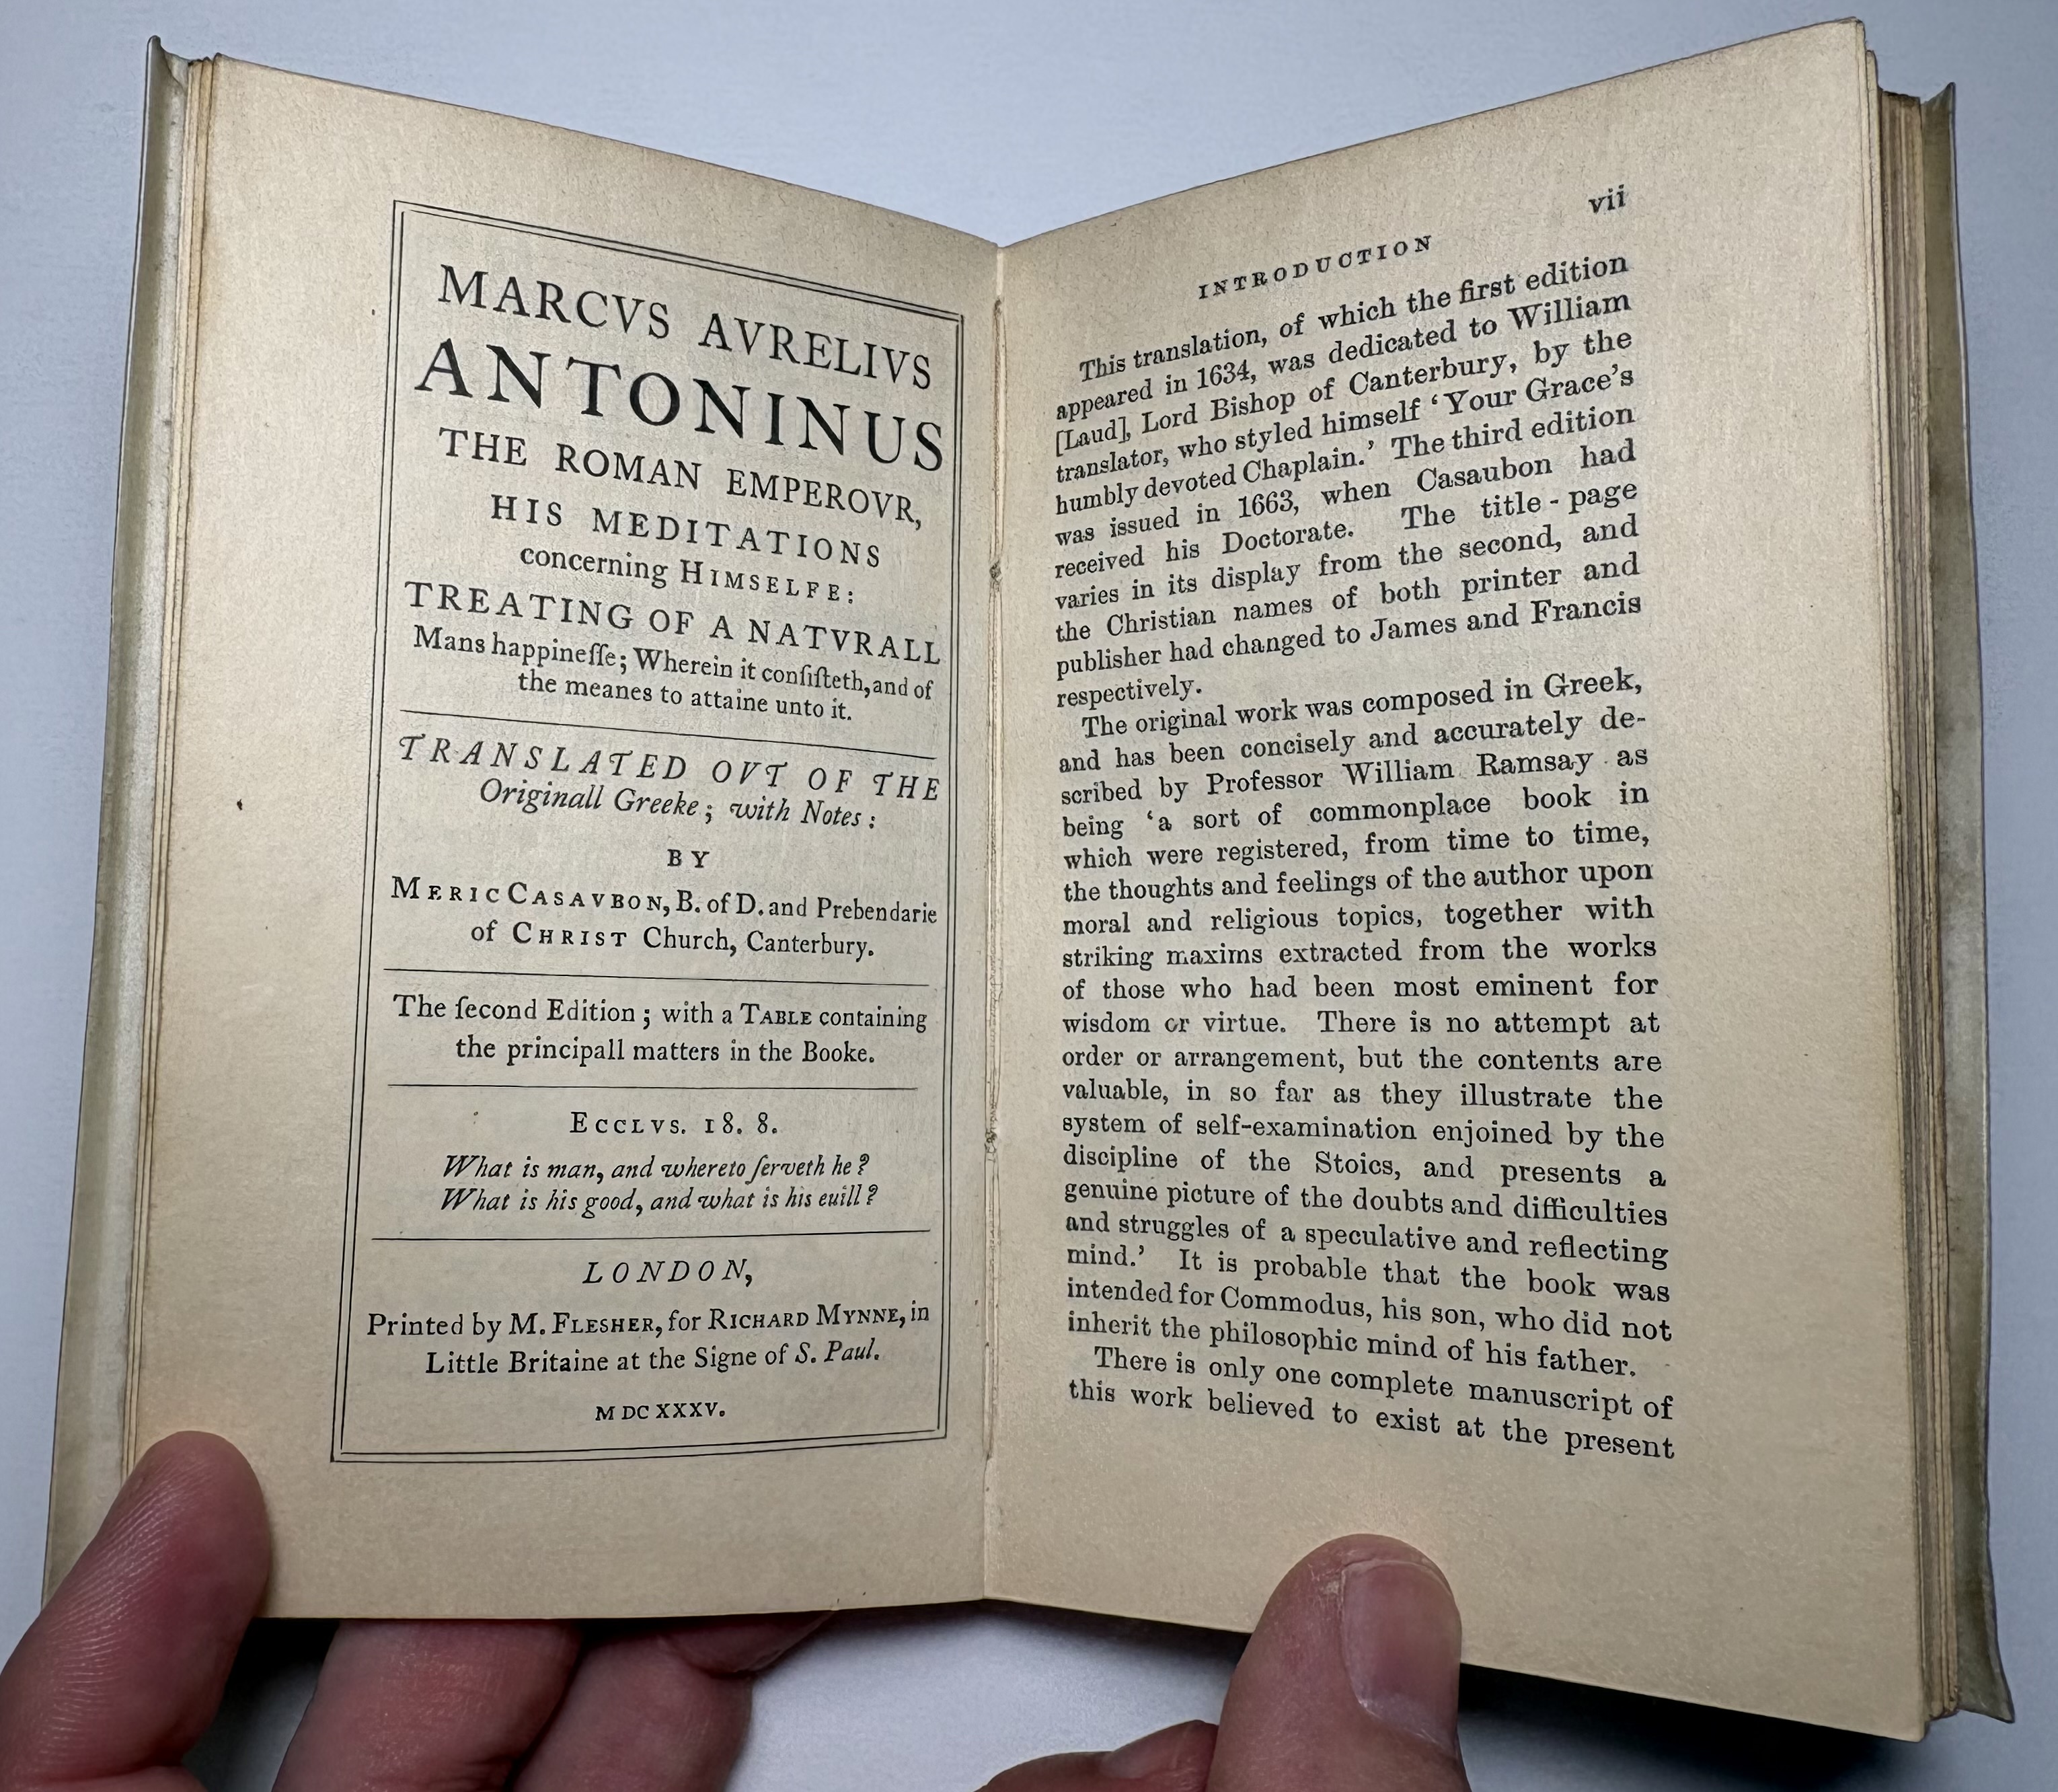 MARCVS AVRELIVS
ANTONINUS
THE ROMAN EMPEROVR,
HIS MEDITATIONS
concerning HIMSELFE:
TREATING OF A NATVRALL
Mans happineſſe; Wherein it conſiſteth, and of
the meanes to attaine unto it.
TRANSLATED OVT OF THE
Originall Greeke; with Notes:
BY
MERIC CASAVBON, B. of D. and Prebendarie
of CHRIST Church, Canterbury.
The ſecond Edition; with a TABLE containing
the principall matters in the Booke.
ECCLVS. 18. 8.
What is man, and whereto ſerveth he?
What is his good, and what is his euill?
LONDON,
Printed by M. FLESHER, for RICHARD MYNNE, in
Little Britaine at the Signe of S. Paul.
MDCXXXV.
vii
INTRODUCTION
This translation, of which the first edition
appeared in 1634, was dedicated to William
[Laud], Lord Bishop of Canterbury, by the
translator, who styled himself ‘Your Grace’s
humbly devoted Chaplain.’ The third edition
was issued in 1663, when Casaubon had
received his Doctorate. The title-page
varies in its display from the second, and
the Christian names of both printer and
publisher had changed to James and Francis
respectively.
The original work was composed in Greek,
and has been concisely and accurately de-
scribed by Professor William Ramsay as
being ‘a sort of commonplace book in
which were registered, from time to time,
the thoughts and feelings of the author upon
moral and religious topics, together with
striking maxims extracted from the works
of those who had been most eminent for
wisdom or virtue. There is no attempt at
order or arrangement, but the contents are
valuable, in so far as they illustrate the
system of self-examination enjoined by the
discipline of the Stoics, and presents a
genuine picture of the doubts and difficulties
and struggles of a speculative and reflecting
mind.’ It is probable that the book was
intended for Commodus, his son, who did not
inherit the philosophic mind of his father.
There is only one complete manuscript of
this work believed to exist at the present